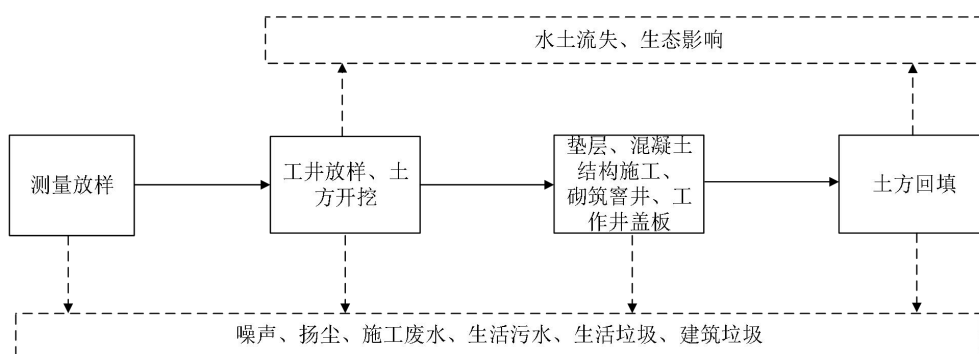 水土流失、生态影响
测量放样
工井放样、土
方开挖
垫层、混凝土
结构施工、
砌筑窨井、工
作井盖板
土方回填
噪声、扬尘、施工废水、生活污水、生活垃圾、建筑垃圾